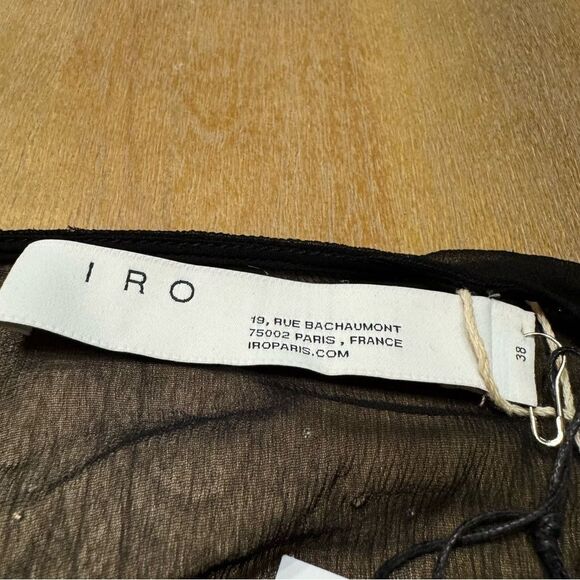 IRO
19, RUE BACHAUMONT
75002 PARIS , FRANCE
IROPARIS.COM
38